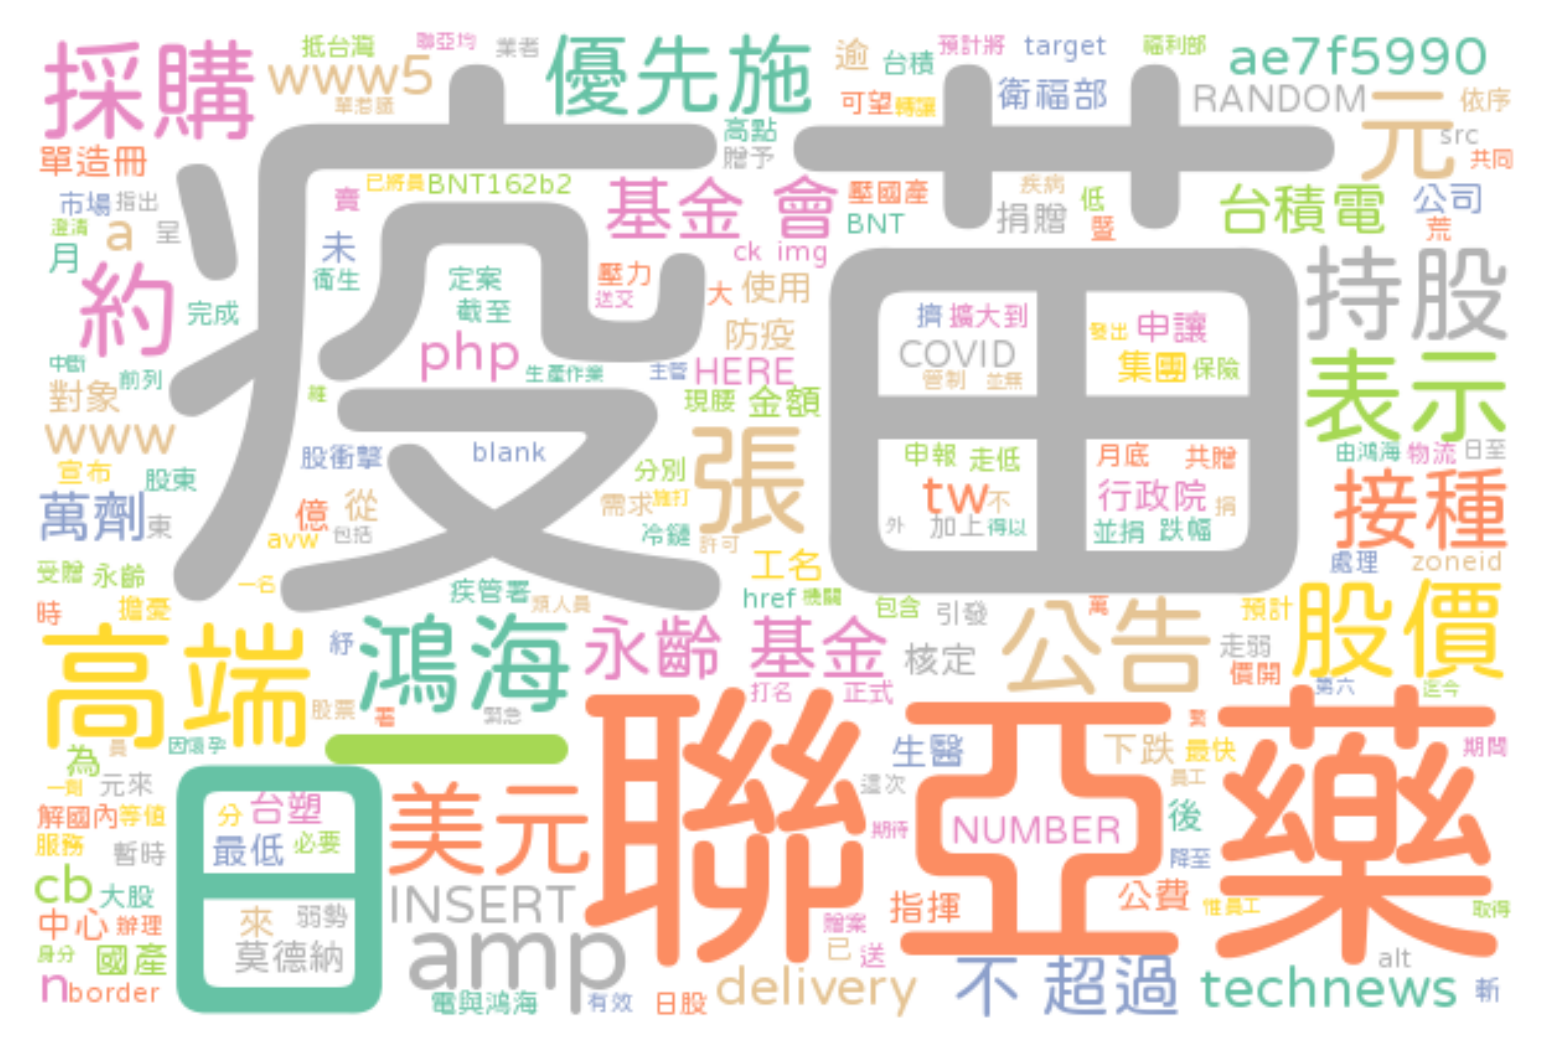 採購
www5
抵台灣
聯亞均
業者
優先施
逾
台積
預計將
target
福利部
ae7f5990
單憑證
可望
轉讓
衛福部
RANDOM
元
依序
src
共同
單造冊
高點
贈予
疫苗
市場
指出
賣
已將員
BNT162b2
基金會
壓國產
BNT
疾病
捐贈
低
暨
台積電
公司
荒
澄清
a
呈
月
未
衛生
ck
img
持股
約
完成
定案
截至
壓力
送交
大
使用
防疫
擠
擴大到
COVID
管制
並無
發出
申讓
集團
保險
表示
中斷
前列
php
生產作業
主管
HERE
對象
現腰
金額
www
宣布
股東
股衝擊
blank
分別
張
申報
走低
月底
共贈
由鴻海
物流
日至
萬劑
東
億
從
avw
包括
需求
施打
冷鏈
許可
tw
不
外
加上
得以
行政院
捐
並捐
跌幅
接種
受贈
永齡
一名
工名
處理
zoneid
時
擔憂
疾管署
類人員
href
機關
包含
引發
萬
預計
股價
高端
紓
鴻海
永齡
基金
核定
公告
走弱
價開
股票
署
緊急
打名
正式
第六
迄今
為
員
因懷孕
一
聯亞藥
生醫
下跌
最快
期間
一劑
元來
日
美元
這次
員工
解國內
等值
分
台塑
最低
必要
期待
NUMBER
後
服務
暫時
降至
cb
大股
INSERT
中心
辦理
來
弱勢
莫德納
指揮
公費
惟員工
取得
贈案
身分
國產
amp
已
送
alt
n
border
電與鴻海
有效
日股
delivery
不
超過
technews
斬